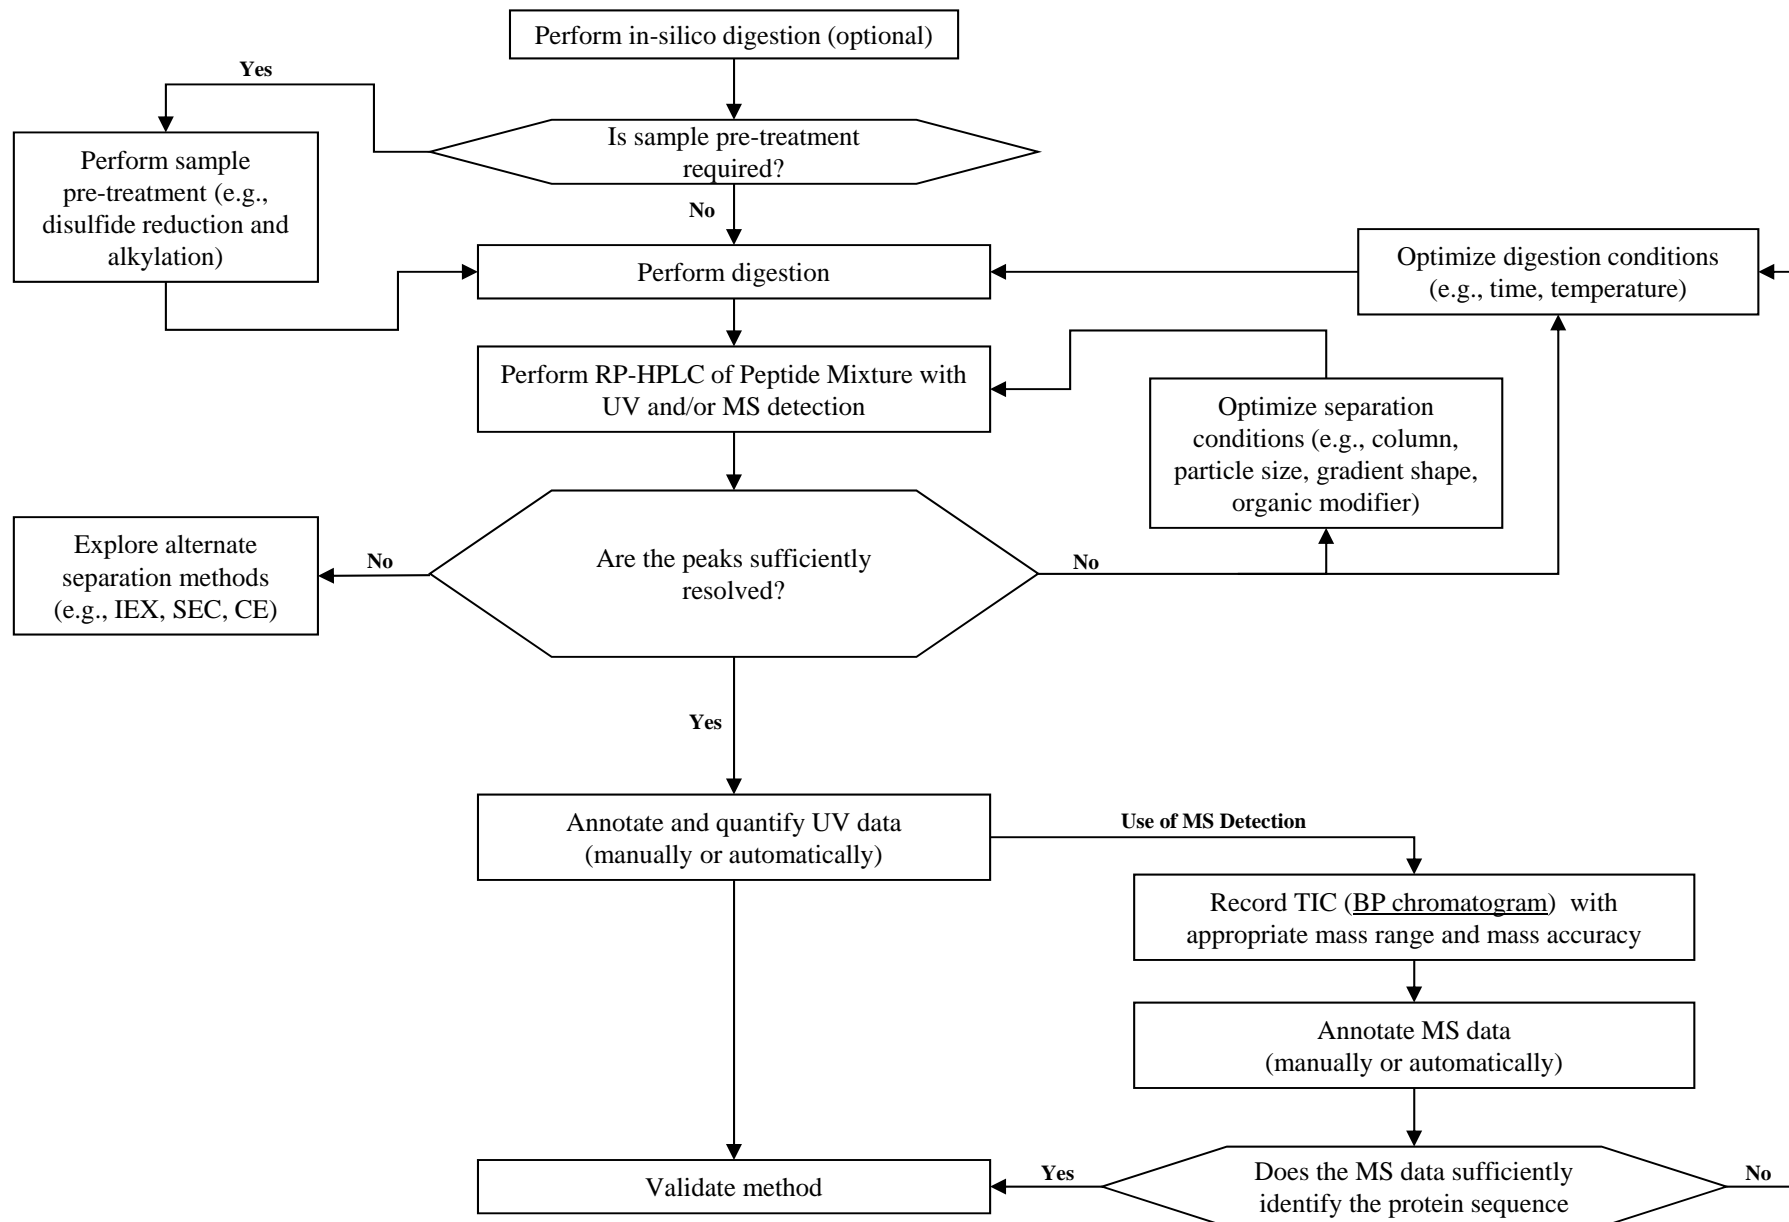 Perform in-silico digestion (optional)
Yes
Is sample pre-treatment
required?
Perform sample
pre-treatment (e.g.,
disulfide reduction and
alkylation)
No
Perform digestion
Optimize digestion conditions
(e.g., time, temperature)
Perform RP-HPLC of Peptide Mixture with
UV and/or MS detection
Optimize separation
conditions (e.g., column,
particle size, gradient shape,
organic modifier)
Explore alternate
separation methods
(e.g., IEX, SEC, CE)
No
Are the peaks sufficiently
resolved?
No
Yes
Annotate and quantify UV data
(manually or automatically)
Use of MS Detection
Record TIC (BP chromatogram)  with
appropriate mass range and mass accuracy
Annotate MS data
(manually or automatically)
Validate method
Yes
Does the MS data sufficiently
identify the protein sequence
No